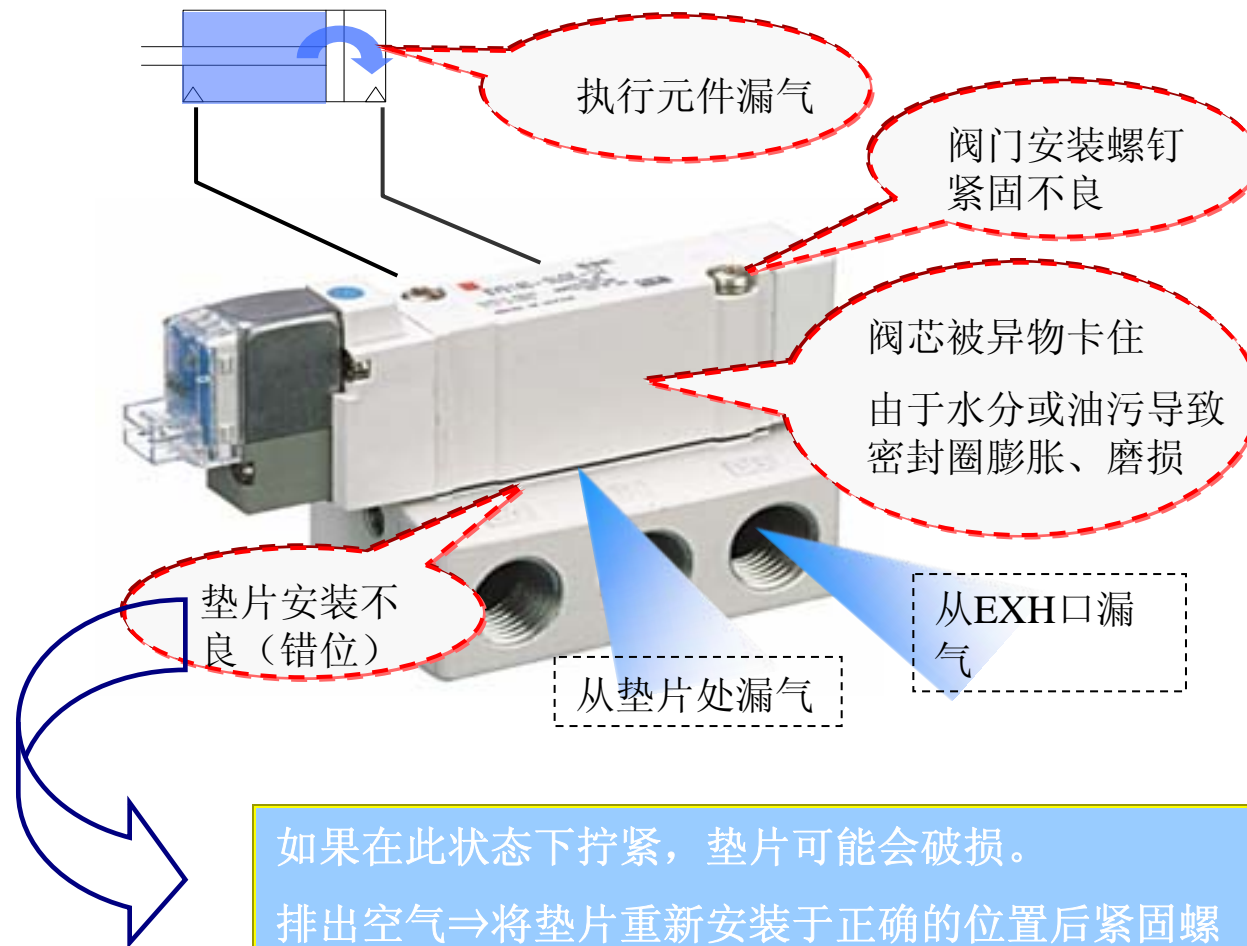 执行元件漏气
阀门安装螺钉
紧固不良
阀芯被异物卡住
由于水分或油污导致
密封圈膨胀、磨损
垫片安装不
良（错位）
从EXH口漏
气
从垫片处漏气
如果在此状态下拧紧，垫片可能会破损。
排出空气⇒将垫片重新安装于正确的位置后紧固螺